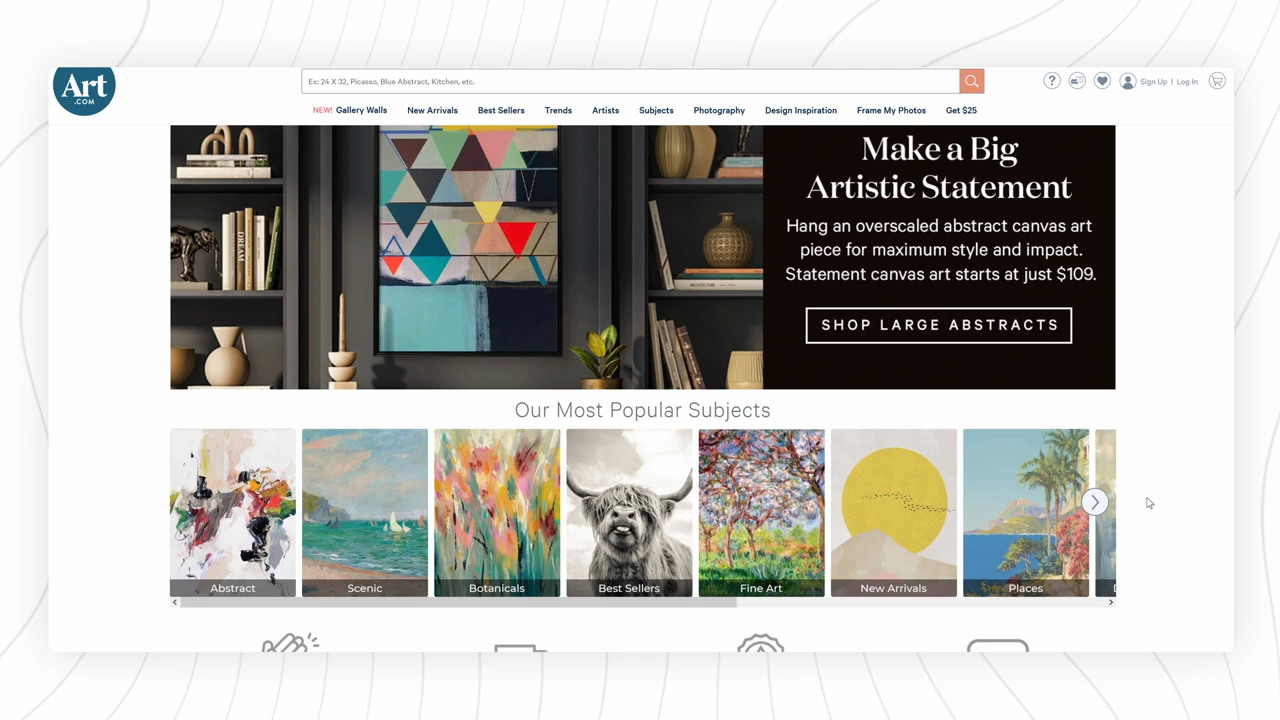 Art
.COM
Ex: 24 X 32, Picasso, Blue Abstract, Kitchen, etc.
? Sign Up | Log In
NEW! Gallery Walls New Arrivals Best Sellers Trends Artists Subjects Photography Design Inspiration Frame My Photos Get $25
DREAM
ARCHITECTURE
Make a Big
Artistic Statement
Hang an overscaled abstract canvas art
piece for maximum style and impact.
Statement canvas art starts at just $109.
SHOP LARGE ABSTRACTS
Our Most Popular Subjects
Abstract Scenic Botanicals Best Sellers Fine Art New Arrivals Places